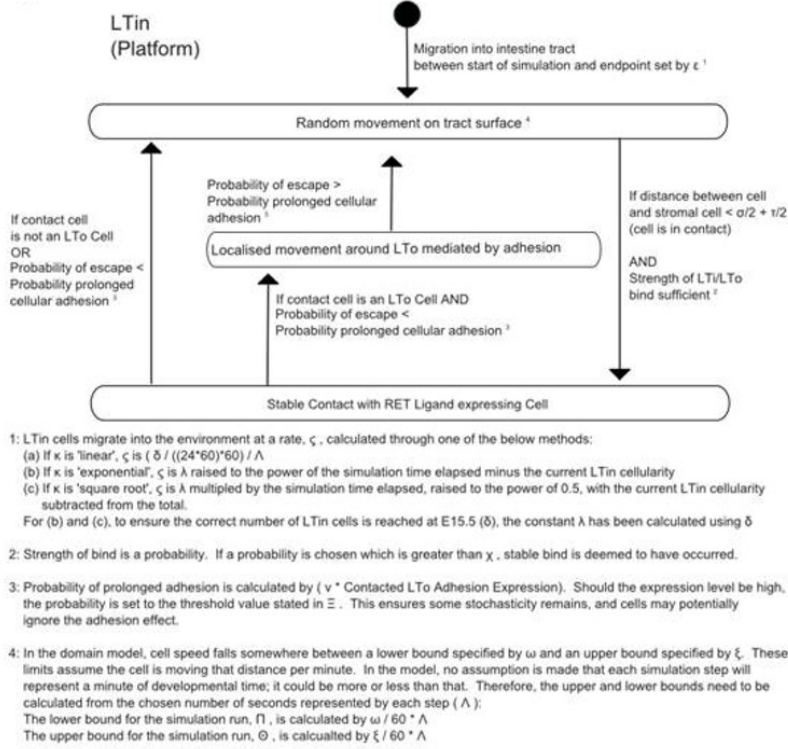 LTin
(Platform)
Migration into intestine tract
between start of simulation and endpoint set by ε ¹
Random movement on tract surface ⁴
Probability of escape >
Probability prolonged cellular
adhesion ³
If contact cell
is not an LTo Cell
OR
Probability of escape <
Probability prolonged
cellular adhesion ³
Localised movement around LTo mediated by adhesion
If distance between cell
and stromal cell < σ/2 + τ/2
(cell is in contact)
AND
Strength of LTi/LTo
bind sufficient ²
If contact cell is an LTo Cell AND
Probability of escape <
Probability prolonged cellular adhesion ³
Stable Contact with RET Ligand expressing Cell
1: LTin cells migrate into the environment at a rate, ς , calculated through one of the below methods:
(a) If κ is 'linear', ς is ( δ / ((24*60)*60) / Λ
(b) If κ is 'exponential', ς is λ raised to the power of the simulation time elapsed minus the current LTin cellularity
(c) If κ is 'square root', ς is λ multipled by the simulation time elapsed, raised to the power of 0.5, with the current LTin cellularity
subtracted from the total.
For (b) and (c), to ensure the correct number of LTin cells is reached at E15.5 (δ), the constant λ has been calculated using δ
2: Strength of bind is a probability. If a probability is chosen which is greater than χ , stable bind is deemed to have occurred.
3: Probability of prolonged adhesion is calculated by ( ν * Contacted LTo Adhesion Expression). Should the expression level be high,
the probability is set to the threshold value stated in Ξ . This ensures some stochasticity remains, and cells may potentially
ignore the adhesion effect.
4: In the domain model, cell speed falls somewhere between a lower bound specified by ω and an upper bound specified by ξ. These
limits assume the cell is moving that distance per minute. In the model, no assumption is made that each simulation step will
represent a minute of developmental time; it could be more or less than that. Therefore, the upper and lower bounds need to be
calculated from the chosen number of seconds represented by each step ( Λ ):
The lower bound for the simulation run, Π , is calculated by ω / 60 * Λ
The upper bound for the simulation run, Θ , is calcualted by ξ / 60 * Λ